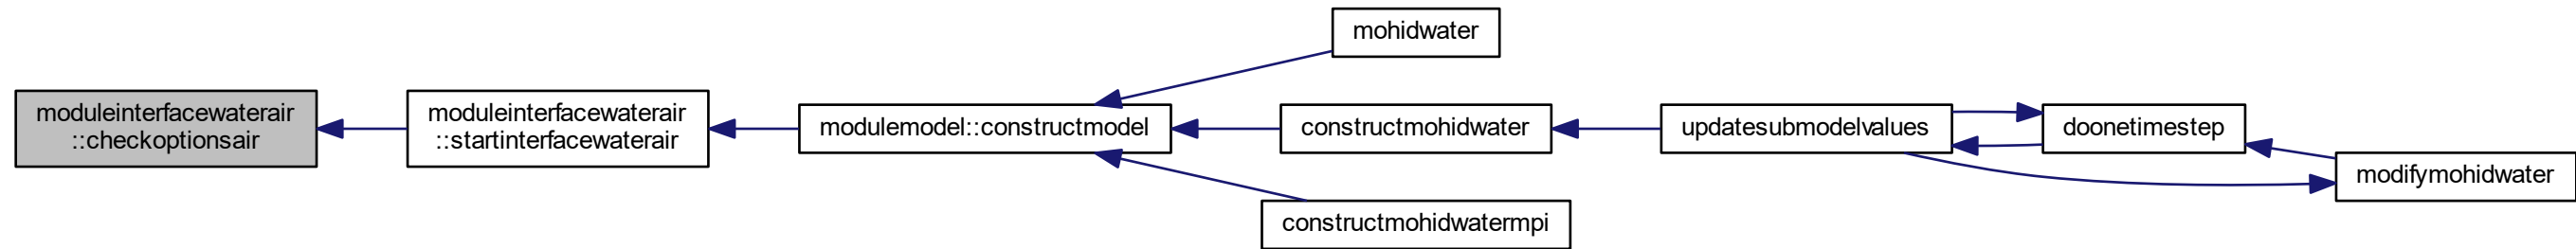 moduleinterfacewaterair
::checkoptionsair
moduleinterfacewaterair
::startinterfacewaterair
modulemodel::constructmodel
mohidwater
constructmohidwater
constructmohidwatermpi
updatesubmodelvalues
doonetimestep
modifymohidwater